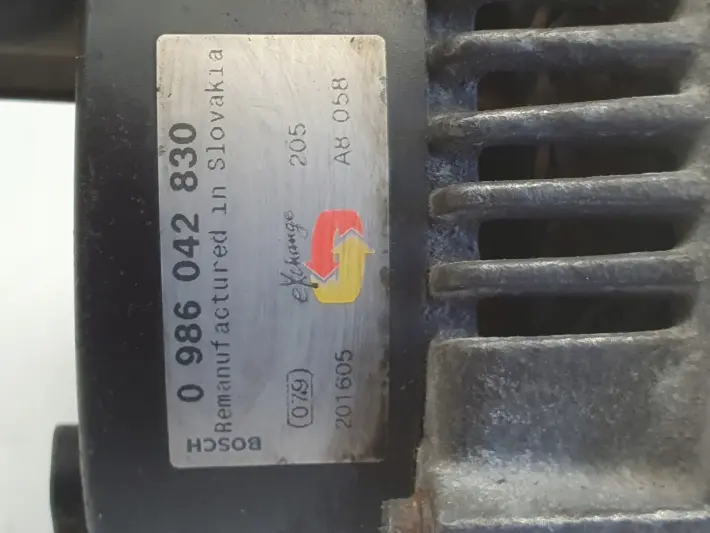 BOSCH
0 986 042 830
Remanufactured in Slovakia
079 eXchange 205
201605 A8 058